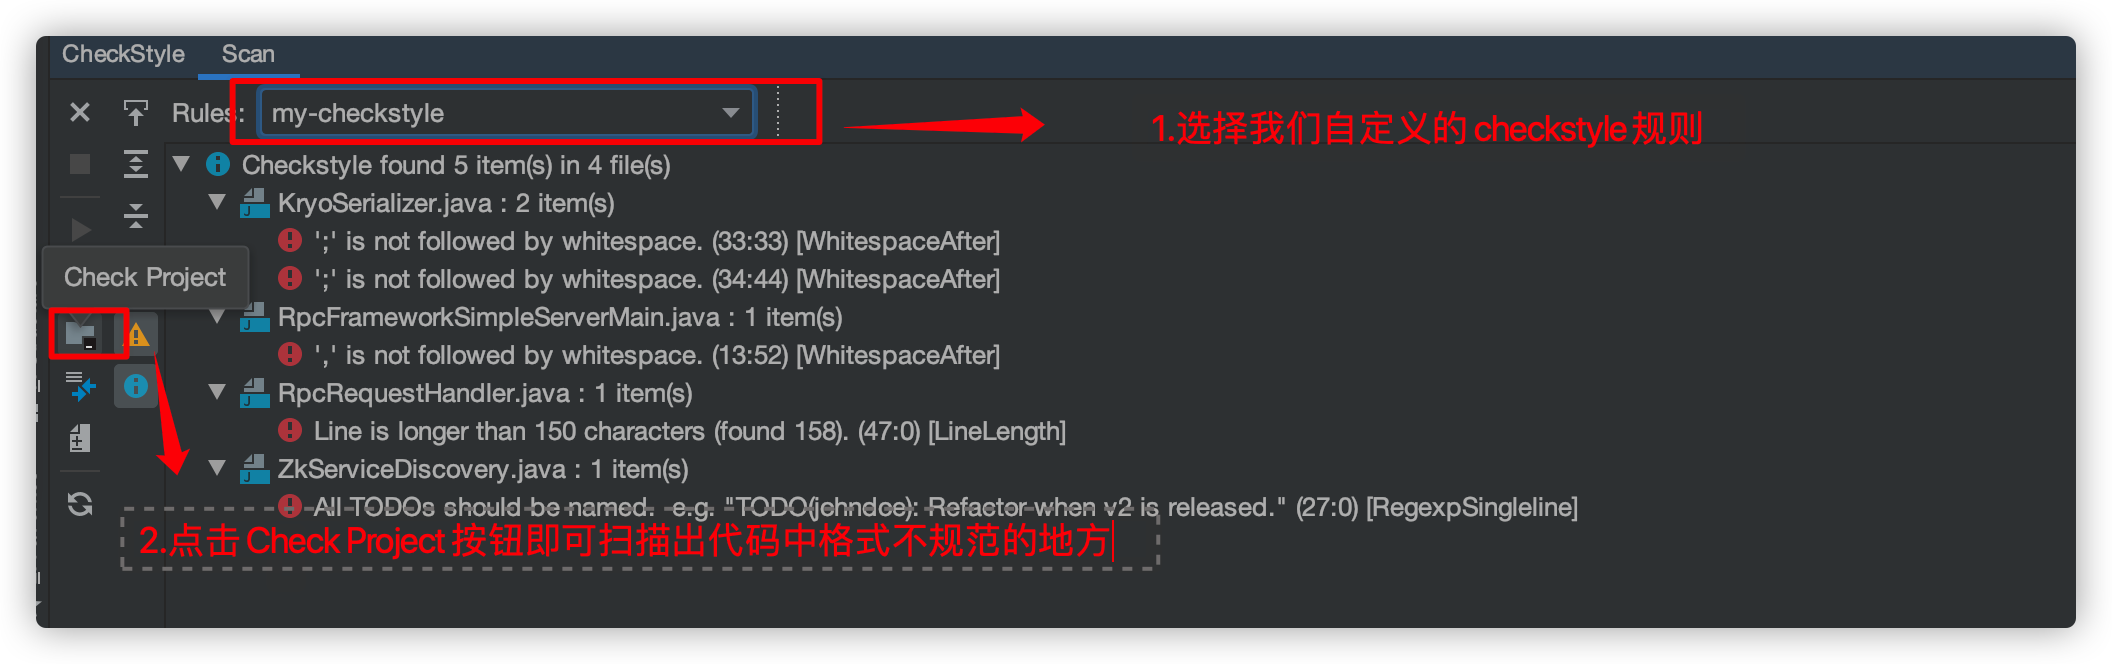 CheckStyle Scan
Rules: my-checkstyle
1.选择我们自定义的 checkstyle 规则
Checkstyle found 5 item(s) in 4 file(s)
KryoSerializer.java : 2 item(s)
';' is not followed by whitespace. (33:33) [WhitespaceAfter]
Check Project
';' is not followed by whitespace. (34:44) [WhitespaceAfter]
RpcFrameworkSimpleServerMain.java : 1 item(s)
',' is not followed by whitespace. (13:52) [WhitespaceAfter]
RpcRequestHandler.java : 1 item(s)
Line is longer than 150 characters (found 158). (47:0) [LineLength]
ZkServiceDiscovery.java : 1 item(s)
All TODOs should be named. e.g. "TODO(johndoe): Refactor when v2 is released." (27:0) [RegexpSingleline]
2.点击 Check Project 按钮即可扫描出代码中格式不规范的地方